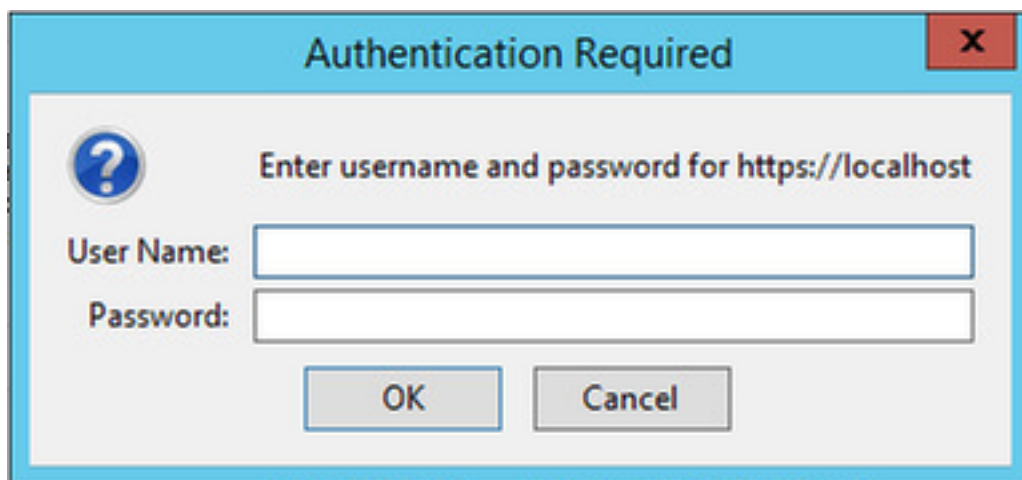 Authentication Required
Enter username and password for https://localhost
User Name:
Password:
OK Cancel